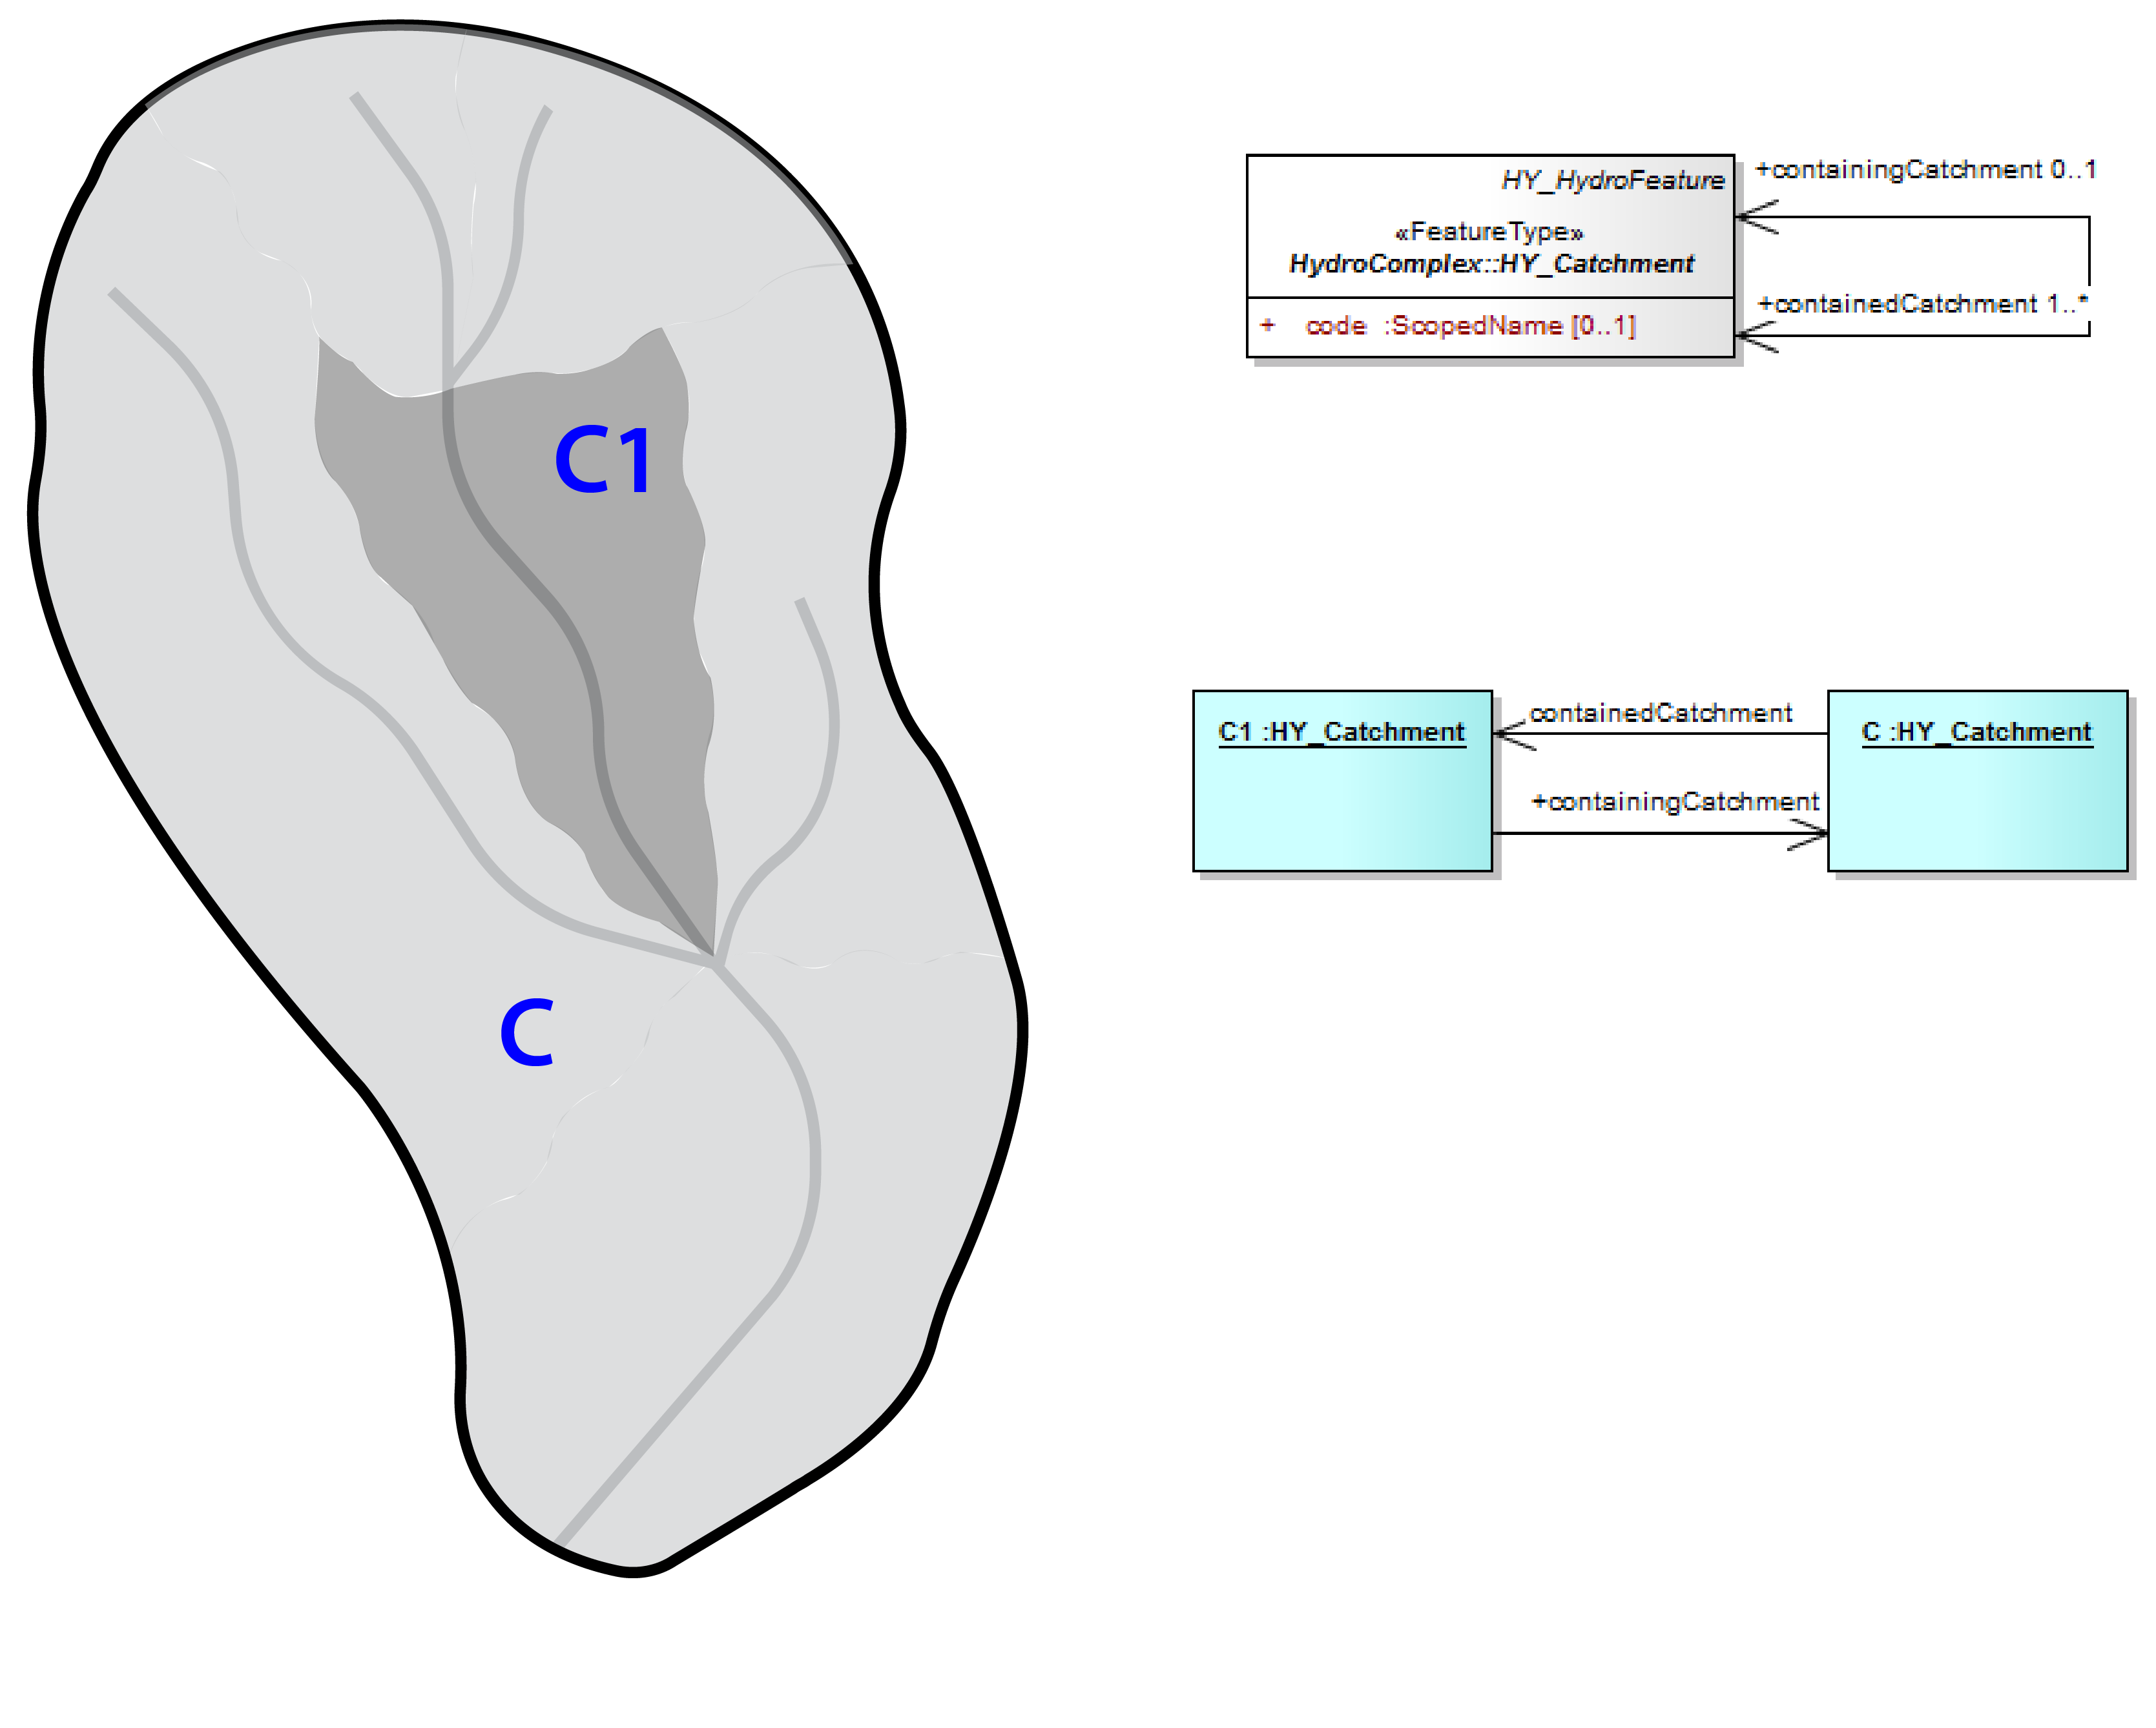 C1
C
HY_HydroFeature
«FeatureType»
HydroComplex::HY_Catchment
+ code :ScopedName [0..1]
+containingCatchment 0..1
+containedCatchment 1..*
C1 :HY_Catchment
containedCatchment
+containingCatchment
C :HY_Catchment